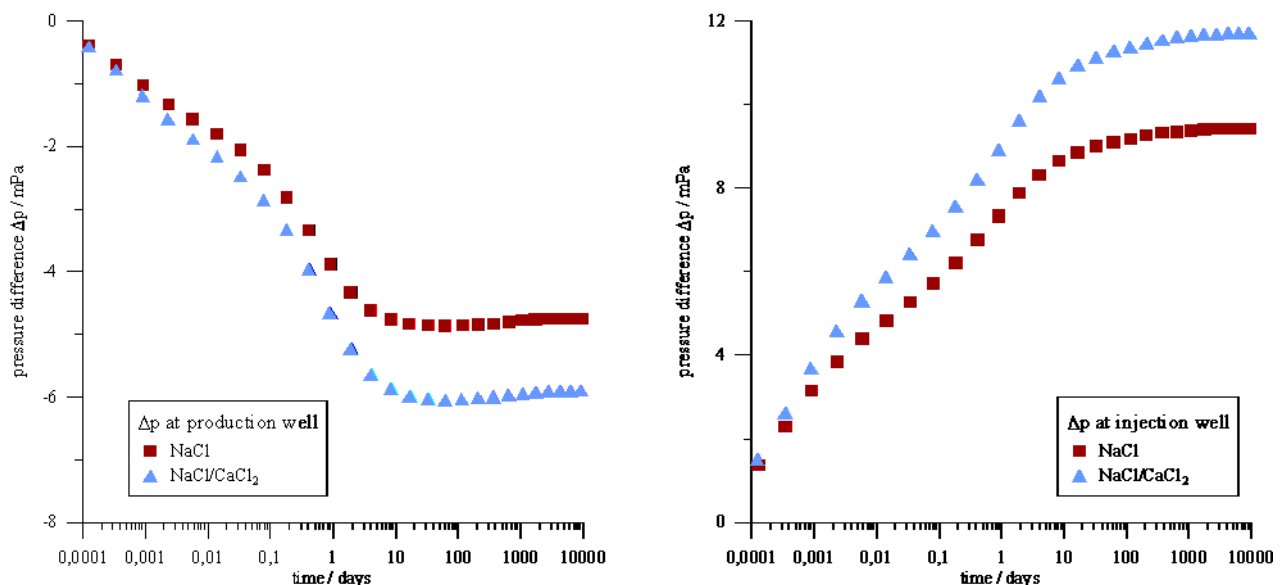 0
-2
-4
-6
-8
pressure difference Δp / mPa
Δp at production well
NaCl
NaCl/CaCl₂
0,0001 0,001 0,01 0,1 1 10 100 1000 10000
time / days
12
8
4
0
pressure difference Δp / mPa
Δp at injection well
NaCl
NaCl/CaCl₂
0,0001 0,001 0,01 0,1 1 10 100 1000 10000
time / days